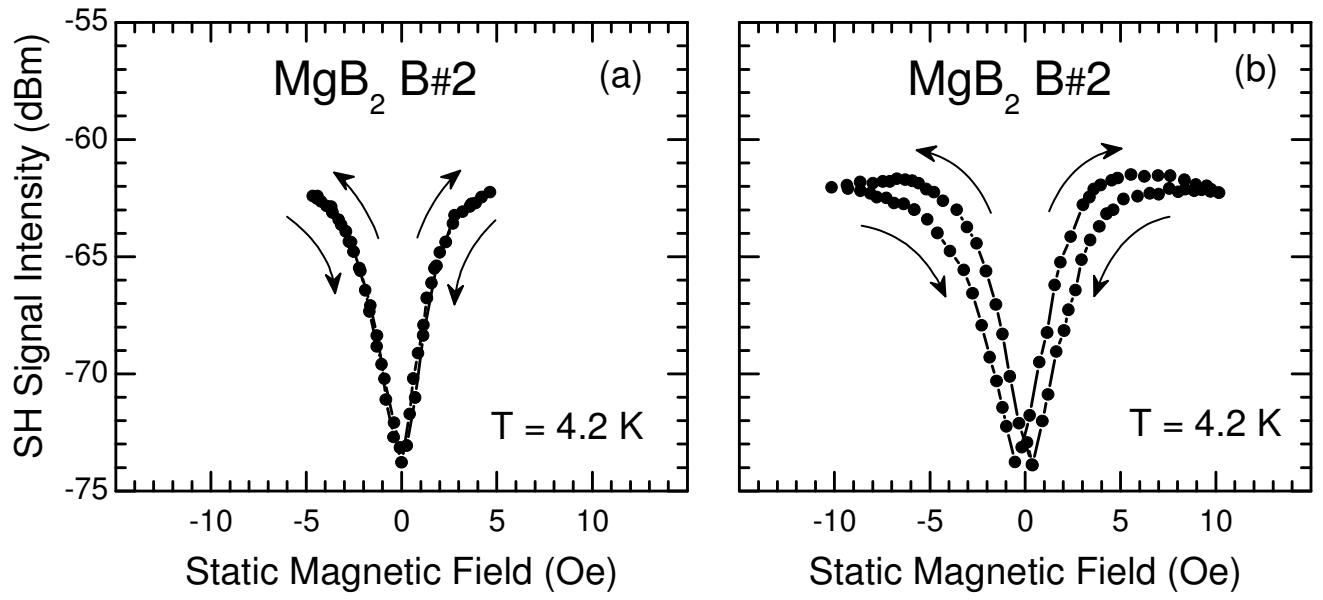 SH Signal Intensity (dBm)
-55
-60
-65
-70
-75
MgB2 B#2
(a)
T = 4.2 K
-10 -5 0 5 10
Static Magnetic Field (Oe)
MgB2 B#2
(b)
T = 4.2 K
-10 -5 0 5 10
Static Magnetic Field (Oe)